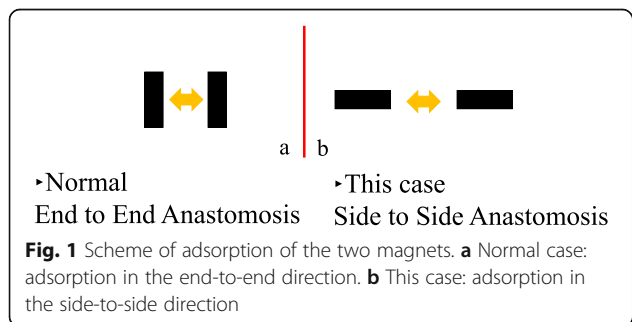 a b
▸Normal
End to End Anastomosis
▸This case
Side to Side Anastomosis
Fig. 1 Scheme of adsorption of the two magnets. a Normal case:
adsorption in the end-to-end direction. b This case: adsorption in
the side-to-side direction